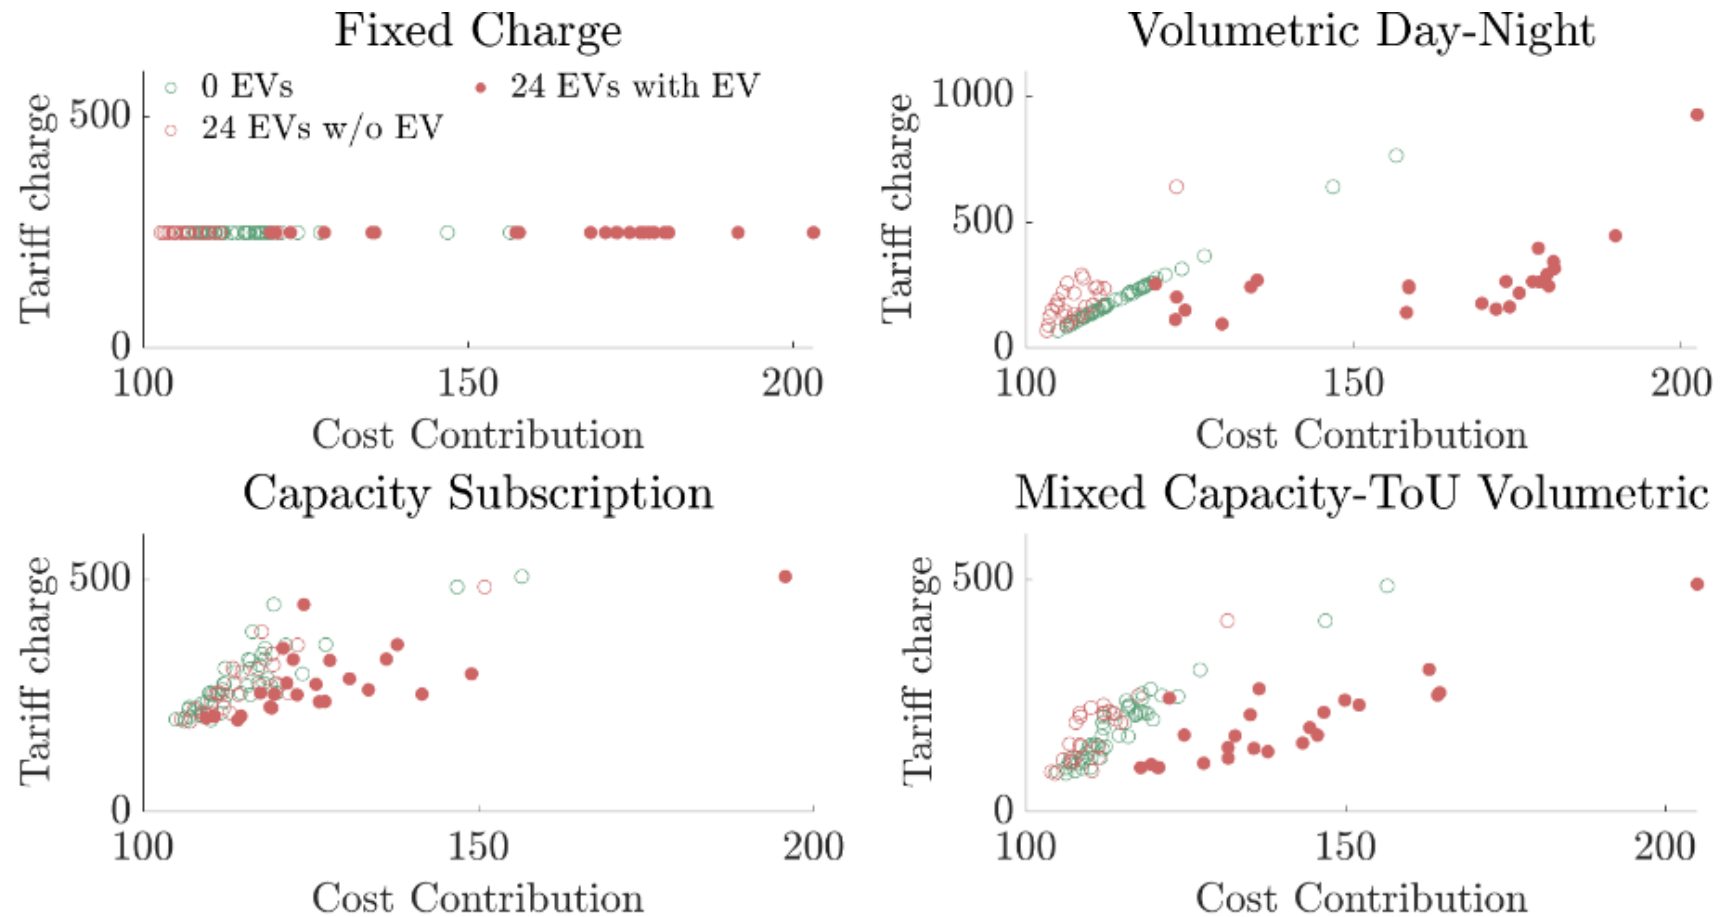 Fixed Charge
Tariff charge
500
0
0 EVs
24 EVs with EV
24 EVs w/o EV
100
150
200
Cost Contribution
Volumetric Day-Night
Tariff charge
1000
500
0
100
150
200
Cost Contribution
Capacity Subscription
Tariff charge
500
0
100
150
200
Cost Contribution
Mixed Capacity-ToU Volumetric
Tariff charge
500
0
100
150
200
Cost Contribution